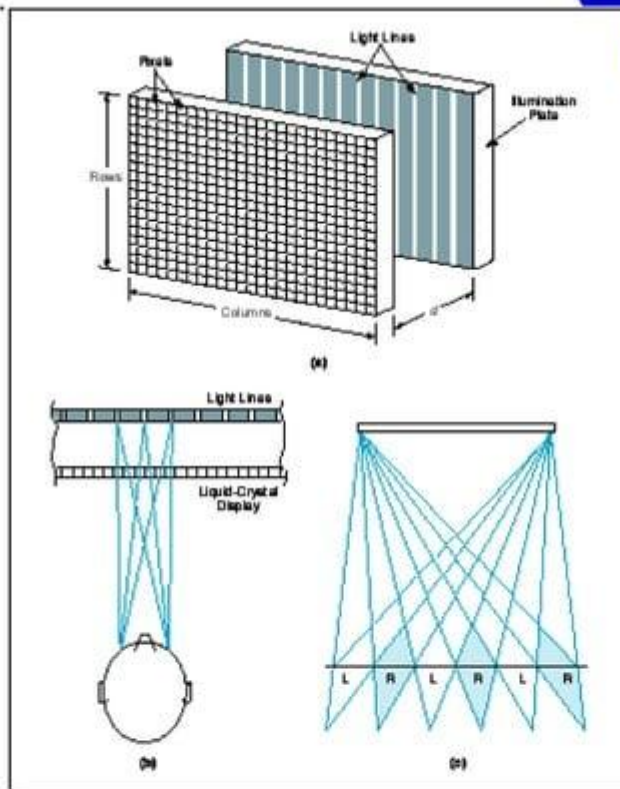 Light Lines
Pixels
Illumination
Plate
Rows
Columns
d
(a)
Light Lines
Liquid-Crystal
Display
L R L R L R
(b)
(c)